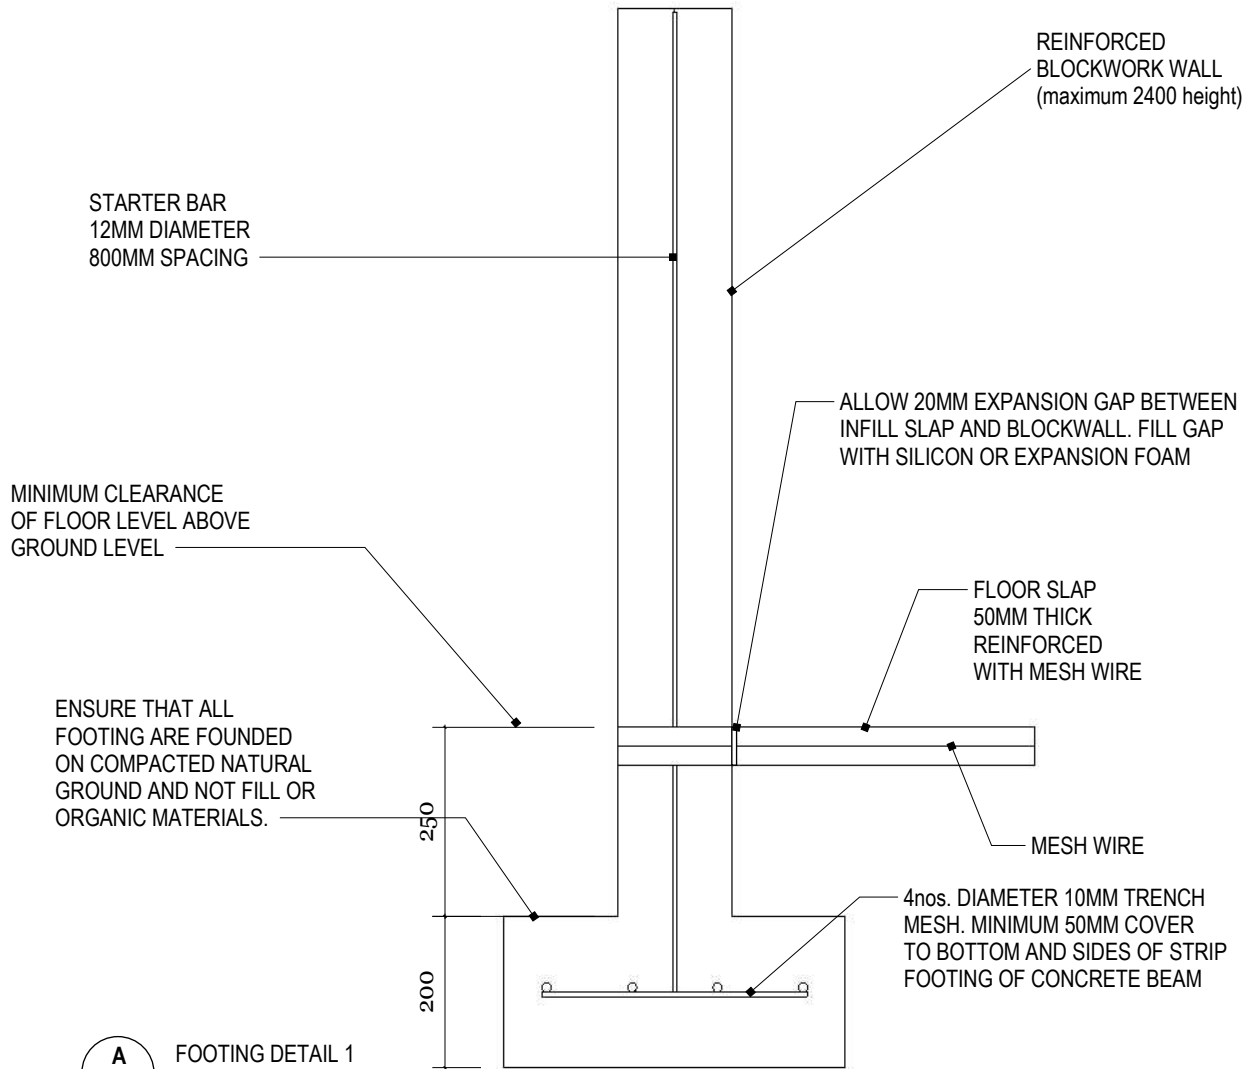 REINFORCED
BLOCKWORK WALL
(maximum 2400 height)
STARTER BAR
12MM DIAMETER
800MM SPACING
ALLOW 20MM EXPANSION GAP BETWEEN
INFILL SLAP AND BLOCKWALL. FILL GAP
WITH SILICON OR EXPANSION FOAM
MINIMUM CLEARANCE
OF FLOOR LEVEL ABOVE
GROUND LEVEL
FLOOR SLAP
50MM THICK
REINFORCED
WITH MESH WIRE
ENSURE THAT ALL
FOOTING ARE FOUNDED
ON COMPACTED NATURAL
GROUND AND NOT FILL OR
ORGANIC MATERIALS.
250
MESH WIRE
4nos. DIAMETER 10MM TRENCH
MESH. MINIMUM 50MM COVER
TO BOTTOM AND SIDES OF STRIP
FOOTING OF CONCRETE BEAM
200
A
FOOTING DETAIL 1